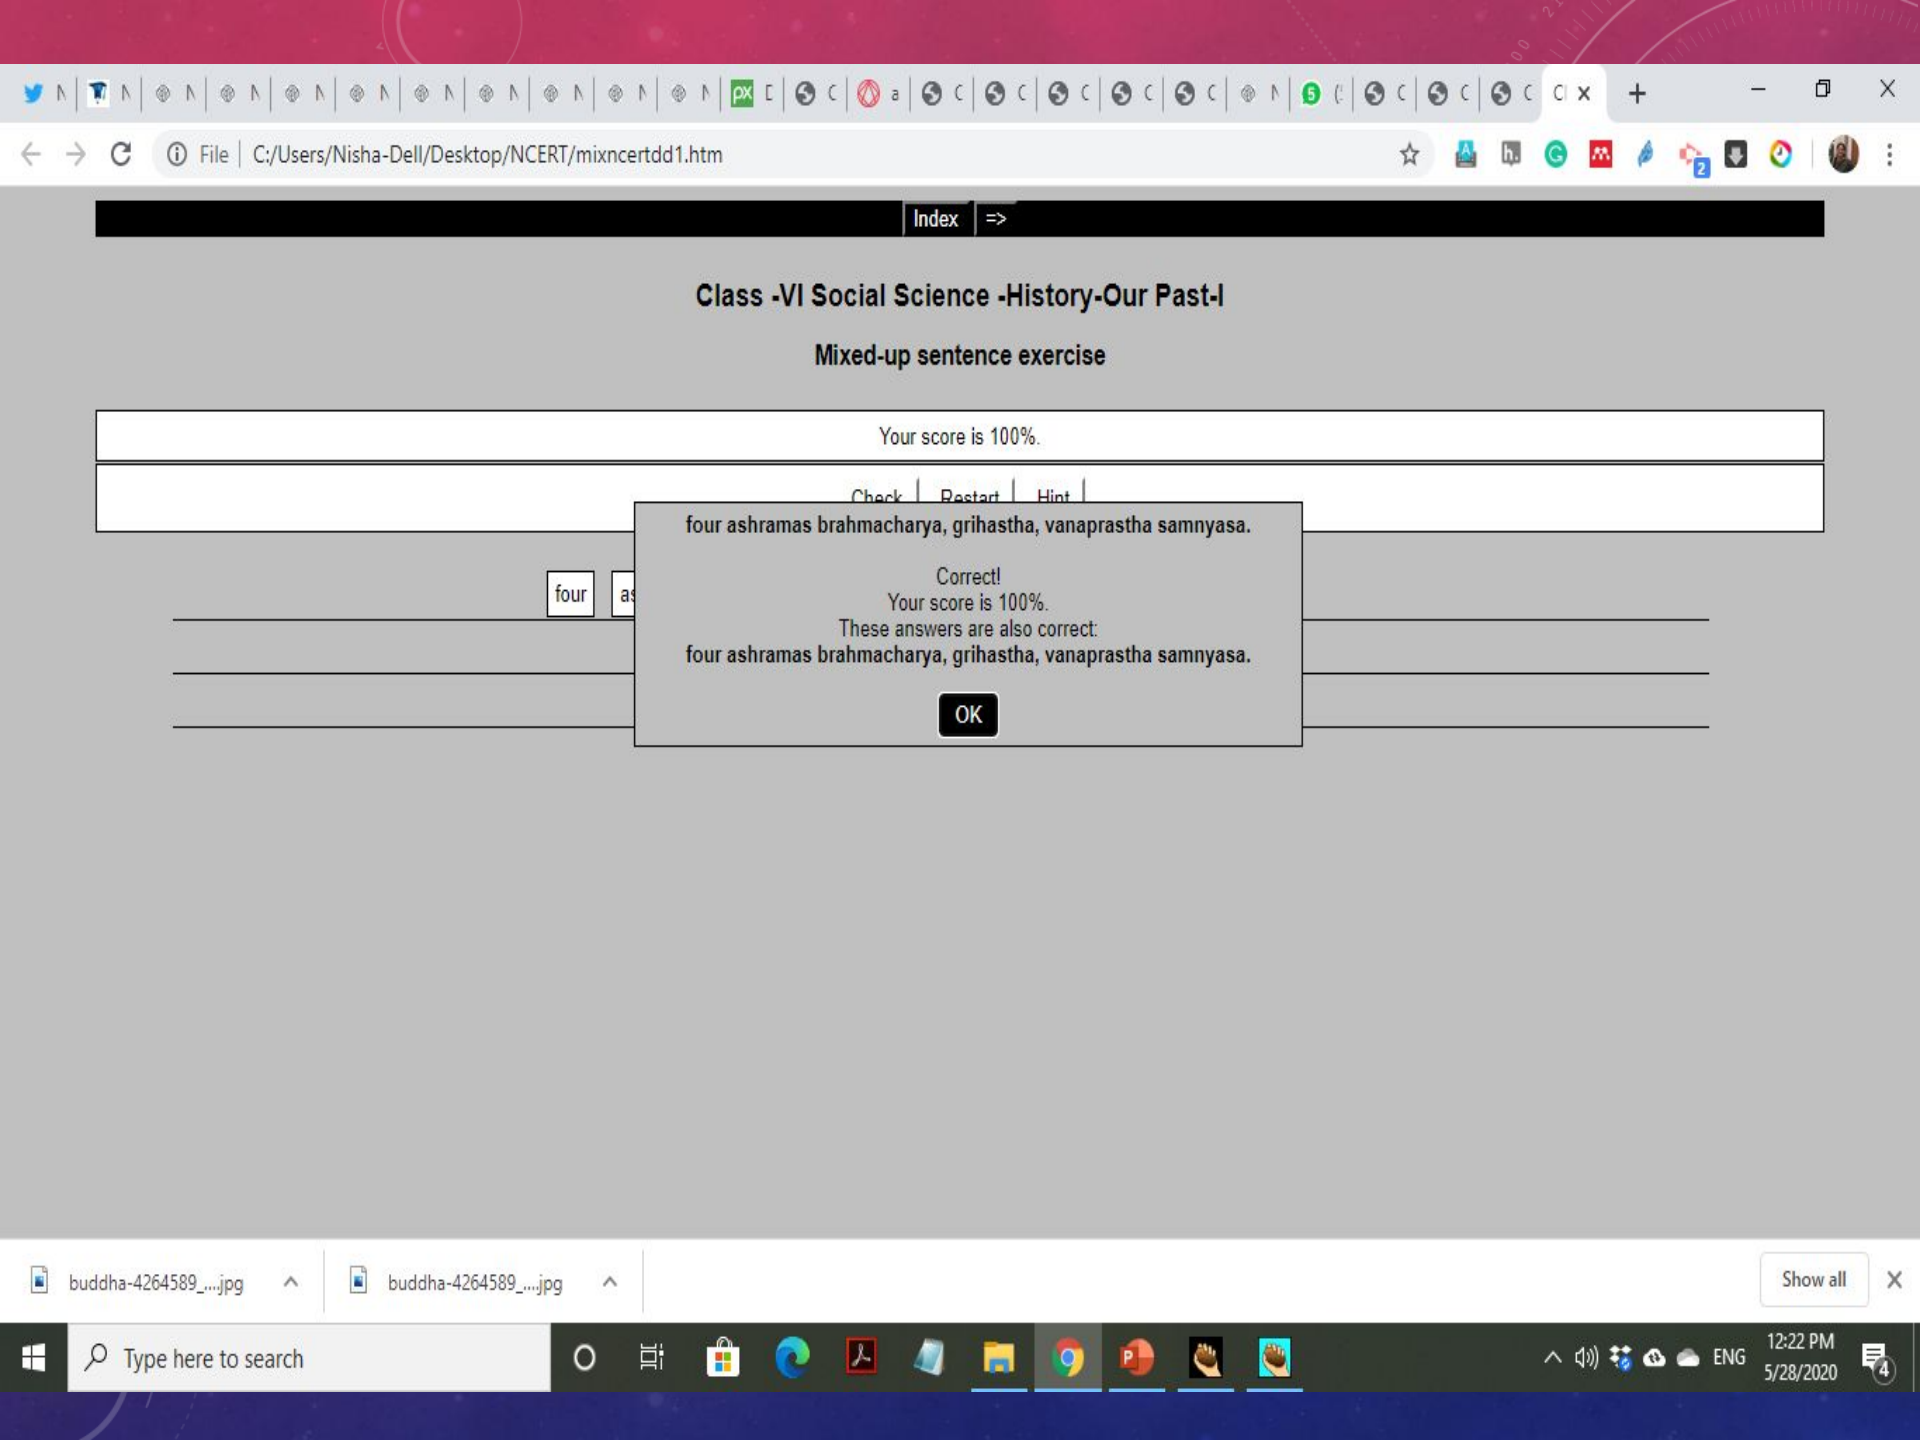 File C:/Users/Nisha-Dell/Desktop/NCERT/mixncertdd1.htm
2
Index =>
Class -VI Social Science -History-Our Past-I
Mixed-up sentence exercise
Your score is 100%.
Check Restart Hint
four ashramas brahmacharya, grihastha, vanaprastha samnyasa.
Correct!
four
Your score is 100%.
These answers are also correct:
four ashramas brahmacharya, grihastha, vanaprastha samnyasa.
OK
buddha-4264589_....jpg buddha-4264589_....jpg Show all
Type here to search ENG 12:22 PM
5/28/2020
4